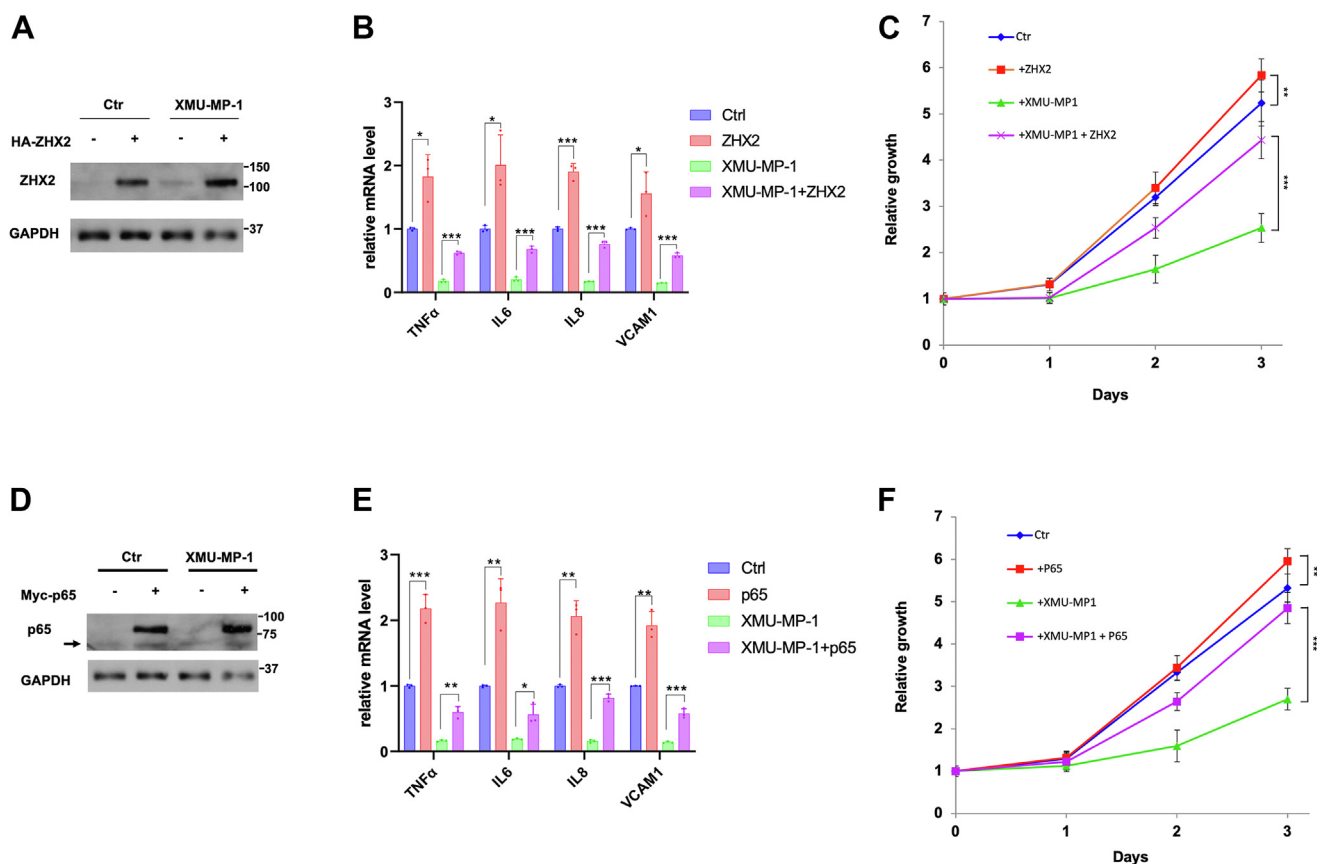 A
Ctr XMU-MP-1
HA-ZHX2 - + - +
ZHX2
-150
-100
GAPDH
-37
B
relative mRNA level
3
2
1
0
* * *** *
*** *** *** ***
TNFα IL6 IL8 VCAM1
Ctrl
ZHX2
XMU-MP-1
XMU-MP-1+ZHX2
C
Relative growth
7
6
5
4
3
2
1
0
0 1 2 3
Days
Ctr
+ZHX2
+XMU-MP1
+XMU-MP1 + ZHX2
**
***
D
Ctr XMU-MP-1
Myc-p65 - + - +
p65
-100
-75
GAPDH
-37
E
relative mRNA level
3
2
1
0
*** ** ** **
** * *** ***
TNFα IL6 IL8 VCAM1
Ctrl
p65
XMU-MP-1
XMU-MP-1+p65
F
Relative growth
7
6
5
4
3
2
1
0
0 1 2 3
Days
Ctr
+P65
+XMU-MP1
+XMU-MP1 + P65
**
***